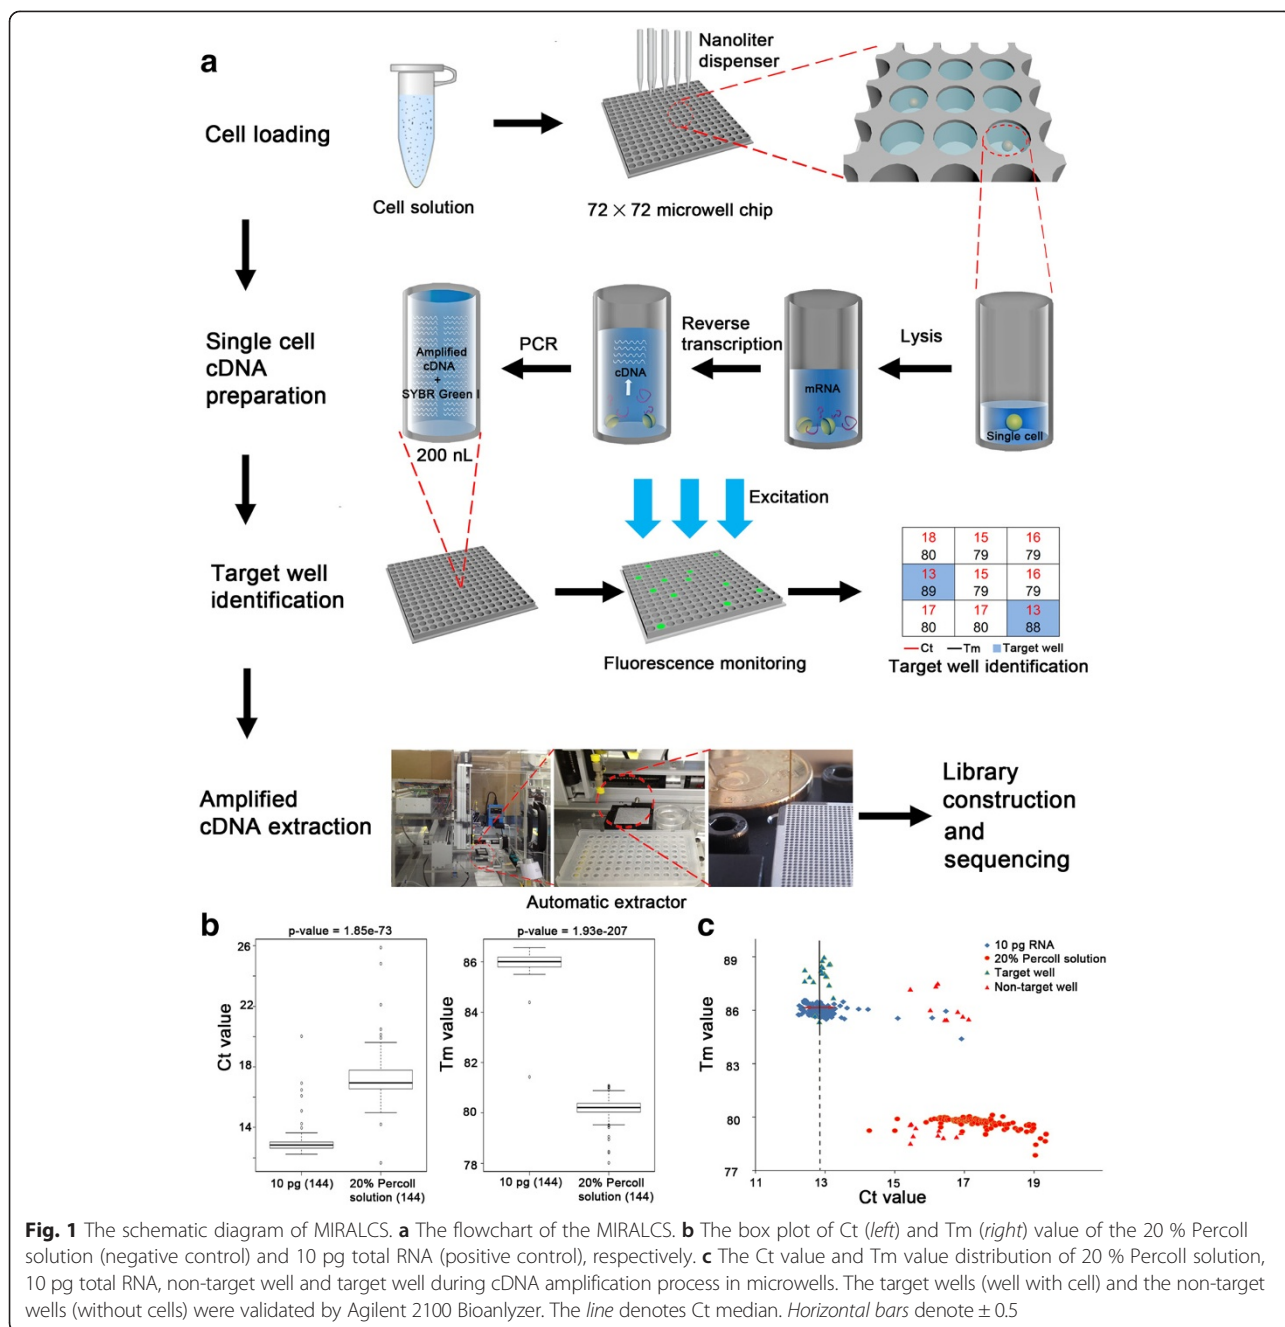 a
Nanoliter
dispenser
Cell loading
Cell solution
72 × 72 microwell chip
Single cell
cDNA
preparation
Amplified
cDNA
+
SYBR Green I
200 nL
PCR
cDNA
Reverse
transcription
mRNA
Lysis
Single cell
Excitation
Target well
identification
Fluorescence monitoring
18 15 16
80 79 79
13 15 16
89 79 79
17 17 13
80 80 88
Ct Tm Target well
Target well identification
Amplified
cDNA extraction
Automatic extractor
Library
construction
and
sequencing
b
p-value = 1.85e-73
Ct value
26
22
18
13
10 pg (144)
20% Percoll
solution (144)
p-value = 1.93e-207
Tm value
86
84
82
80
78
10 pg (144)
20% Percoll
solution (144)
c
10 pg RNA
20% Percoll solution
Target well
Non-target well
Tm value
89
86
83
80
77
11 13 15 17 19
Ct value
Fig. 1 The schematic diagram of MIRALCS. a The flowchart of the MIRALCS. b The box plot of Ct (left) and Tm (right) value of the 20 % Percoll
solution (negative control) and 10 pg total RNA (positive control), respectively. c The Ct value and Tm value distribution of 20 % Percoll solution,
10 pg total RNA, non-target well and target well during cDNA amplification process in microwells. The target wells (well with cell) and the non-target
wells (without cells) were validated by Agilent 2100 Bioanlyzer. The line denotes Ct median. Horizontal bars denote ± 0.5